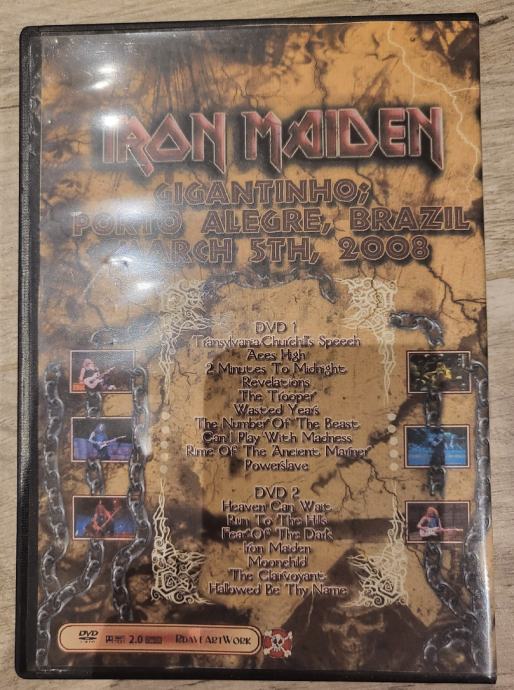 IRON MAIDEN
GIGANTINHO;
PORTO ALEGRE, BRAZIL
MARCH 5TH, 2008
DVD 1
Transylvania/Churchill's Speech
Aces High
2 Minutes To Midnight
Revelations
The Trooper
Wasted Years
The Number Of The Beast
Can I Play With Madness
Rime Of The Ancient Mariner
Powerslave
DVD 2
Heaven Can Wait
Run To The Hills
Fear Of The Dark
Iron Maiden
Moonchild
The Clairvoyant
Hallowed Be Thy Name
DVD 2.0 RdaveArtWork